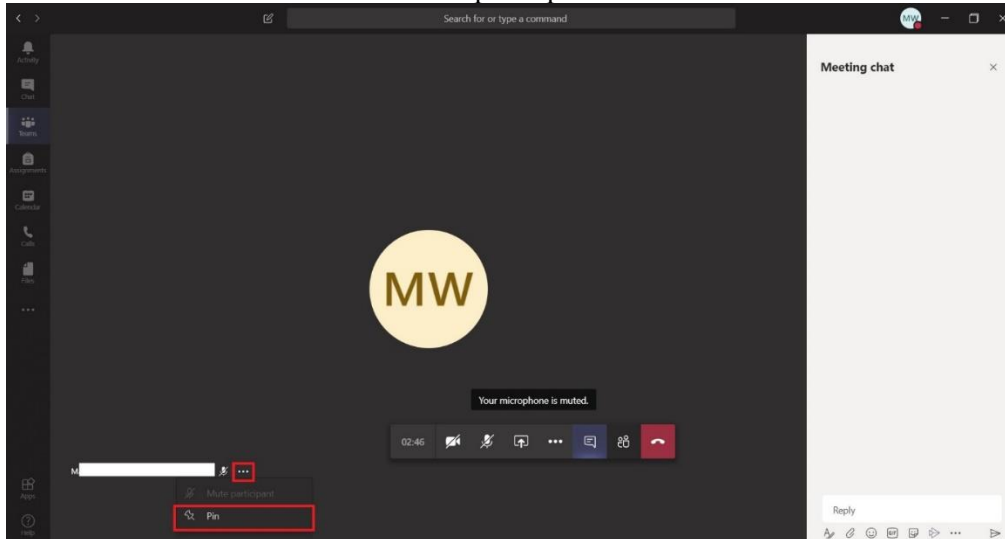 Search for or type a command
MW
Activity
Chat
Teams
Assignments
Calendar
Calls
Files
Apps
Help
Meeting chat
MW
Your microphone is muted.
02:46
M
Mute participant
Pin
Reply
GIF